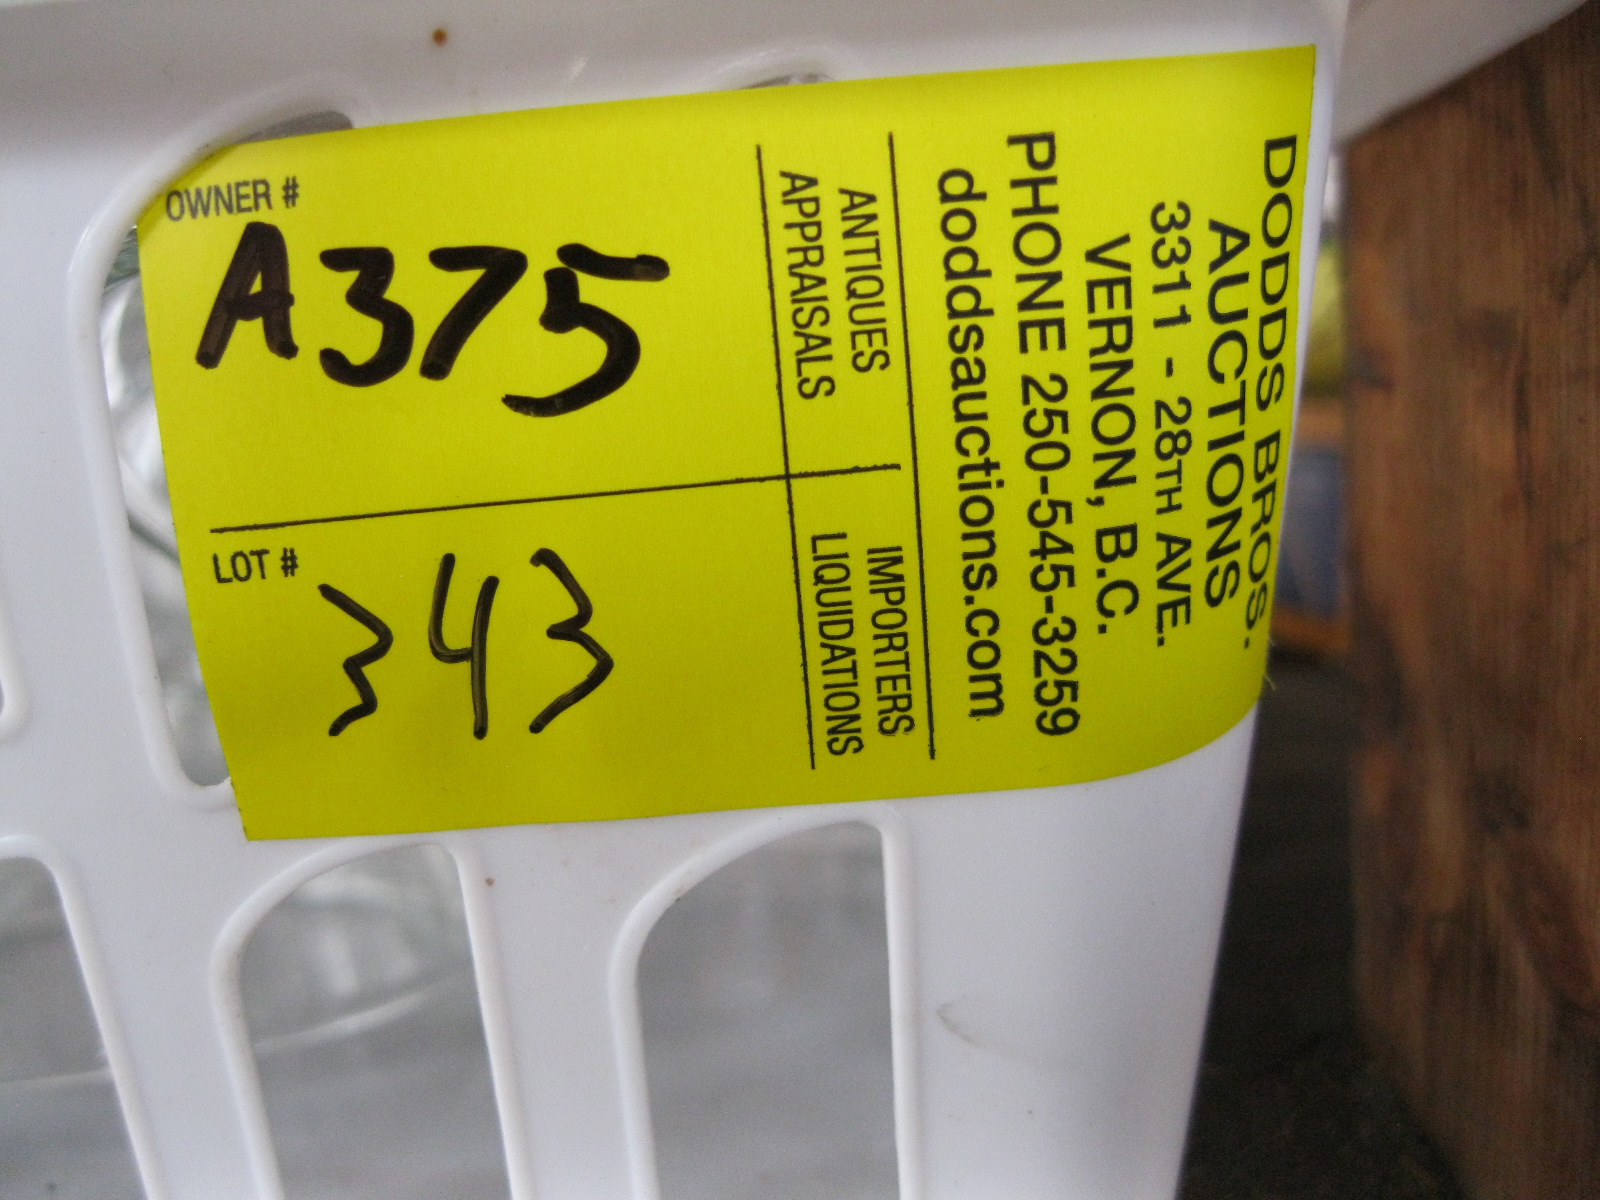 DODDS BROS.
AUCTIONS
3311 - 28TH AVE.
VERNON, B.C.
PHONE 250-545-3259
doddsauctions.com
ANTIQUES
APPRAISALS
IMPORTERS
LIQUIDATIONS
OWNER #
A375
LOT #
343